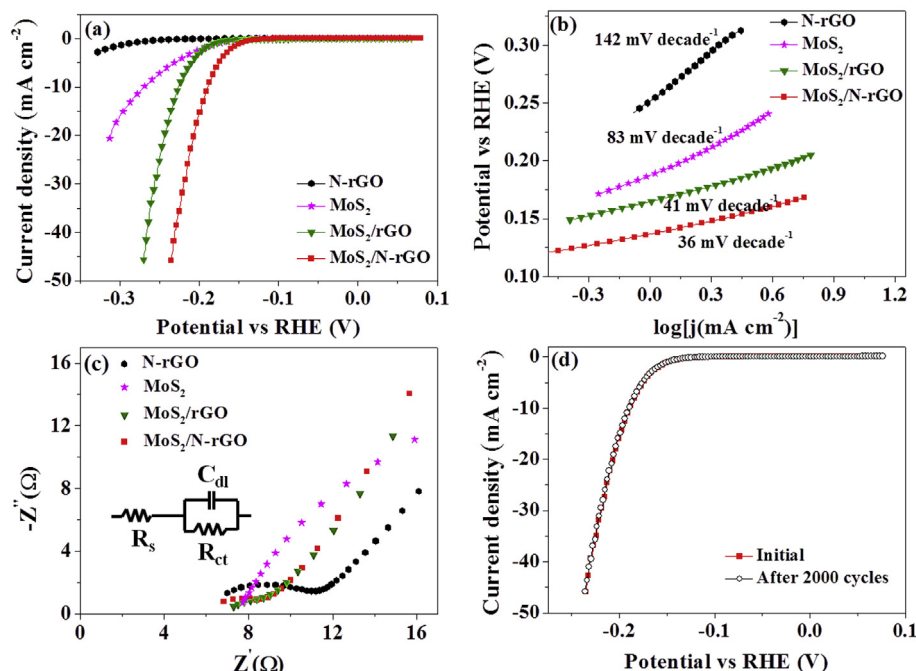 (a)
0
-10
-20
-30
-40
-50
-0.3
-0.2
-0.1
0.0
0.1
Current density (mA cm⁻²)
Potential vs RHE (V)
N-rGO
MoS₂
MoS₂/rGO
MoS₂/N-rGO
(b)
0.30
0.25
0.20
0.15
0.10
-0.3
0.0
0.3
0.6
0.9
1.2
Potential vs RHE (V)
log[j(mA cm⁻²)]
N-rGO
MoS₂
MoS₂/rGO
MoS₂/N-rGO
142 mV decade⁻¹
83 mV decade⁻¹
41 mV decade⁻¹
36 mV decade⁻¹
(c)
-16
-12
-8
-4
0
0
4
8
12
16
-Z''(Ω)
Z'(Ω)
N-rGO
MoS₂
MoS₂/rGO
MoS₂/N-rGO
Rs
Cdl
Rct
(d)
0
-10
-20
-30
-40
-50
-0.2
-0.1
0.0
0.1
Current density (mA cm⁻²)
Potential vs RHE (V)
Initial
After 2000 cycles